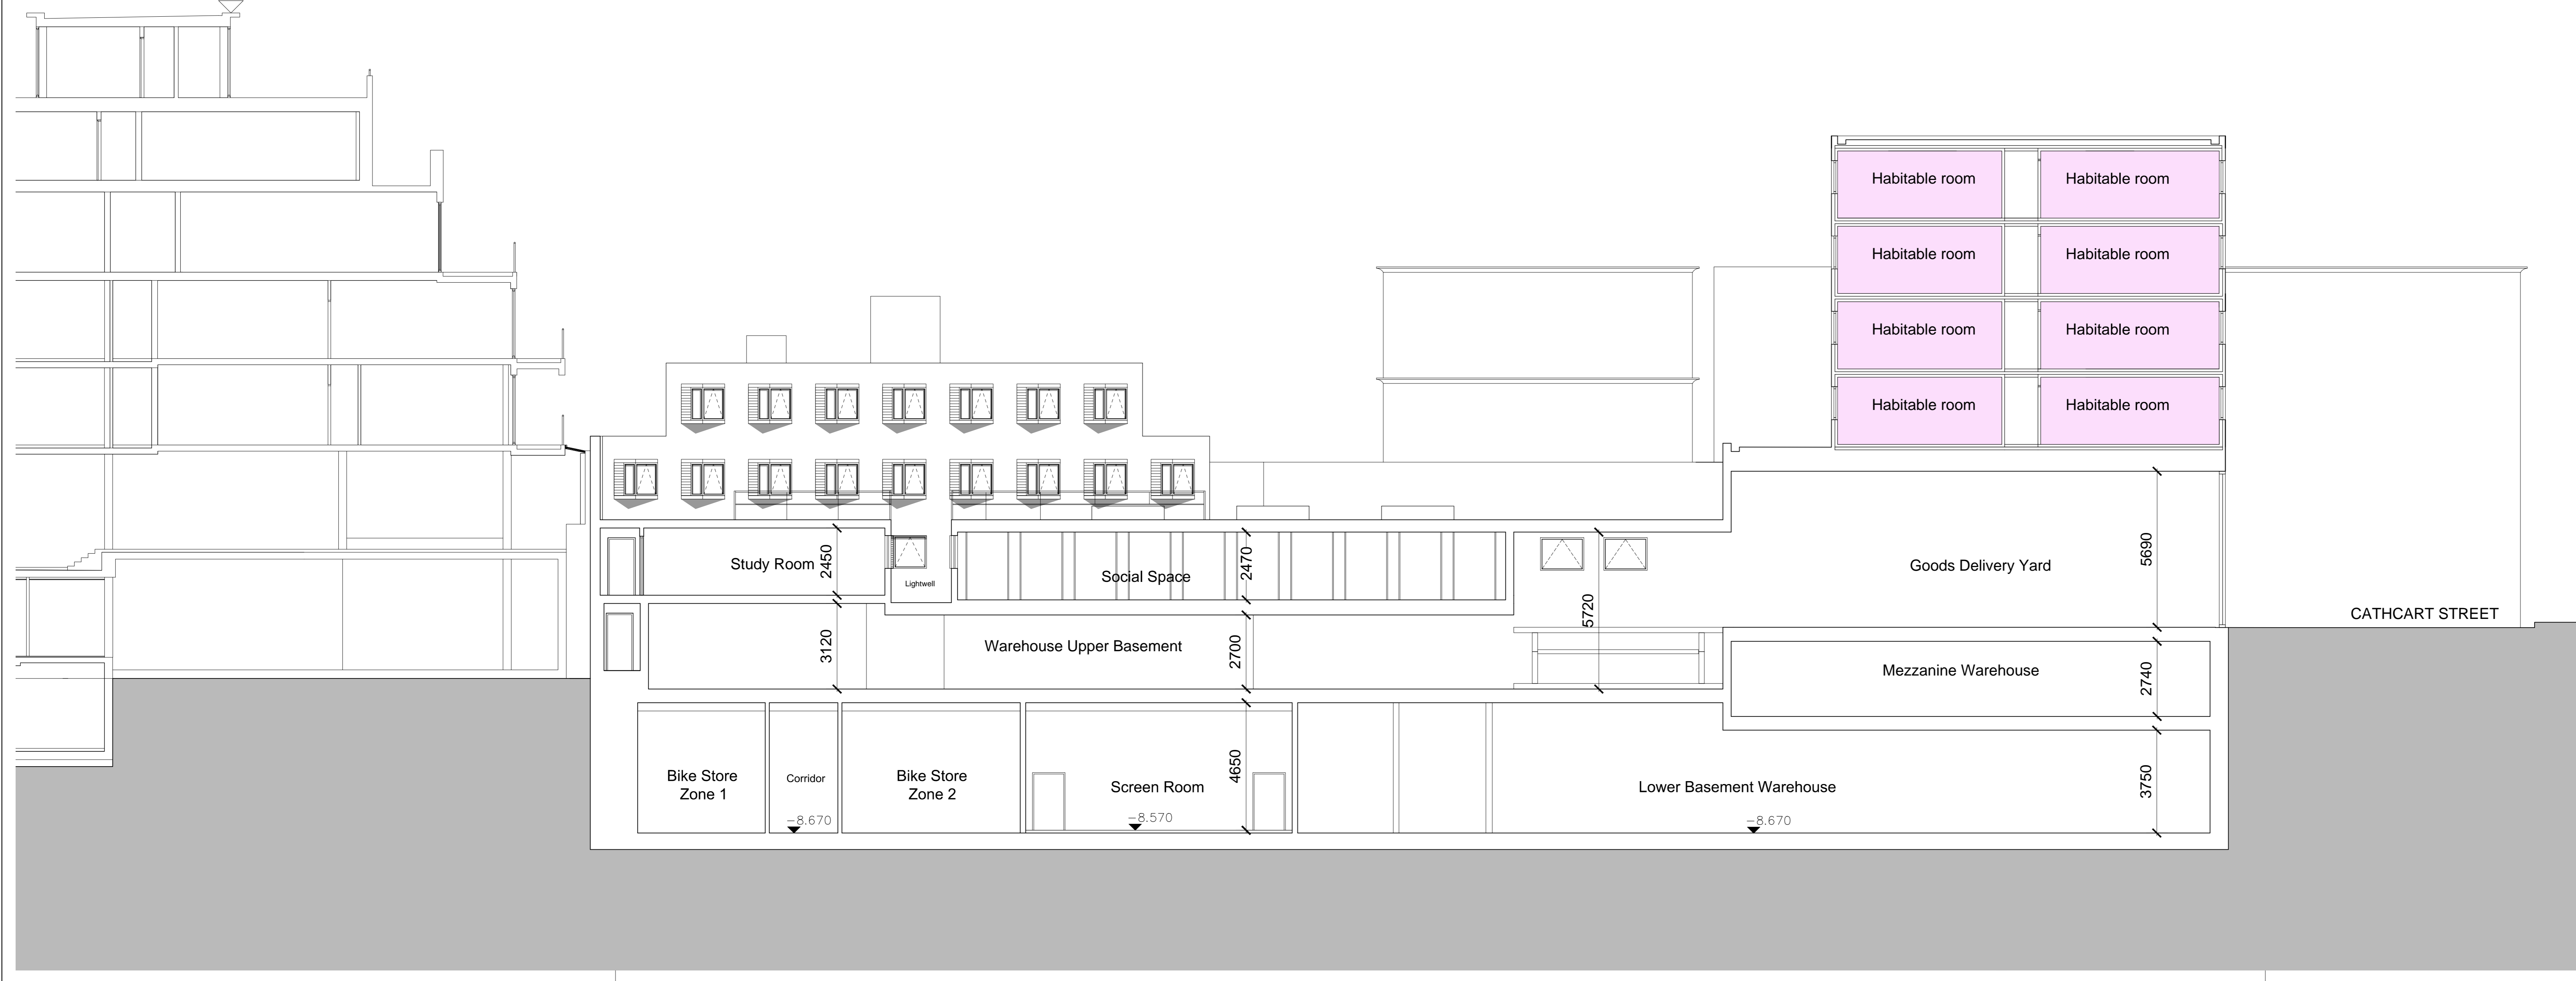 Habitable room
Habitable room
Habitable room
Habitable room
Habitable room
Habitable room
Habitable room
Habitable room
Study Room
2450
Lightwell
Social Space
2470
5720
Goods Delivery Yard
5690
CATHCART STREET
3120
Warehouse Upper Basement
2700
Mezzanine Warehouse
2740
Bike Store
Zone 1
Corridor
-8.670
Bike Store
Zone 2
Screen Room
-8.570
4650
Lower Basement Warehouse
-8.670
3750